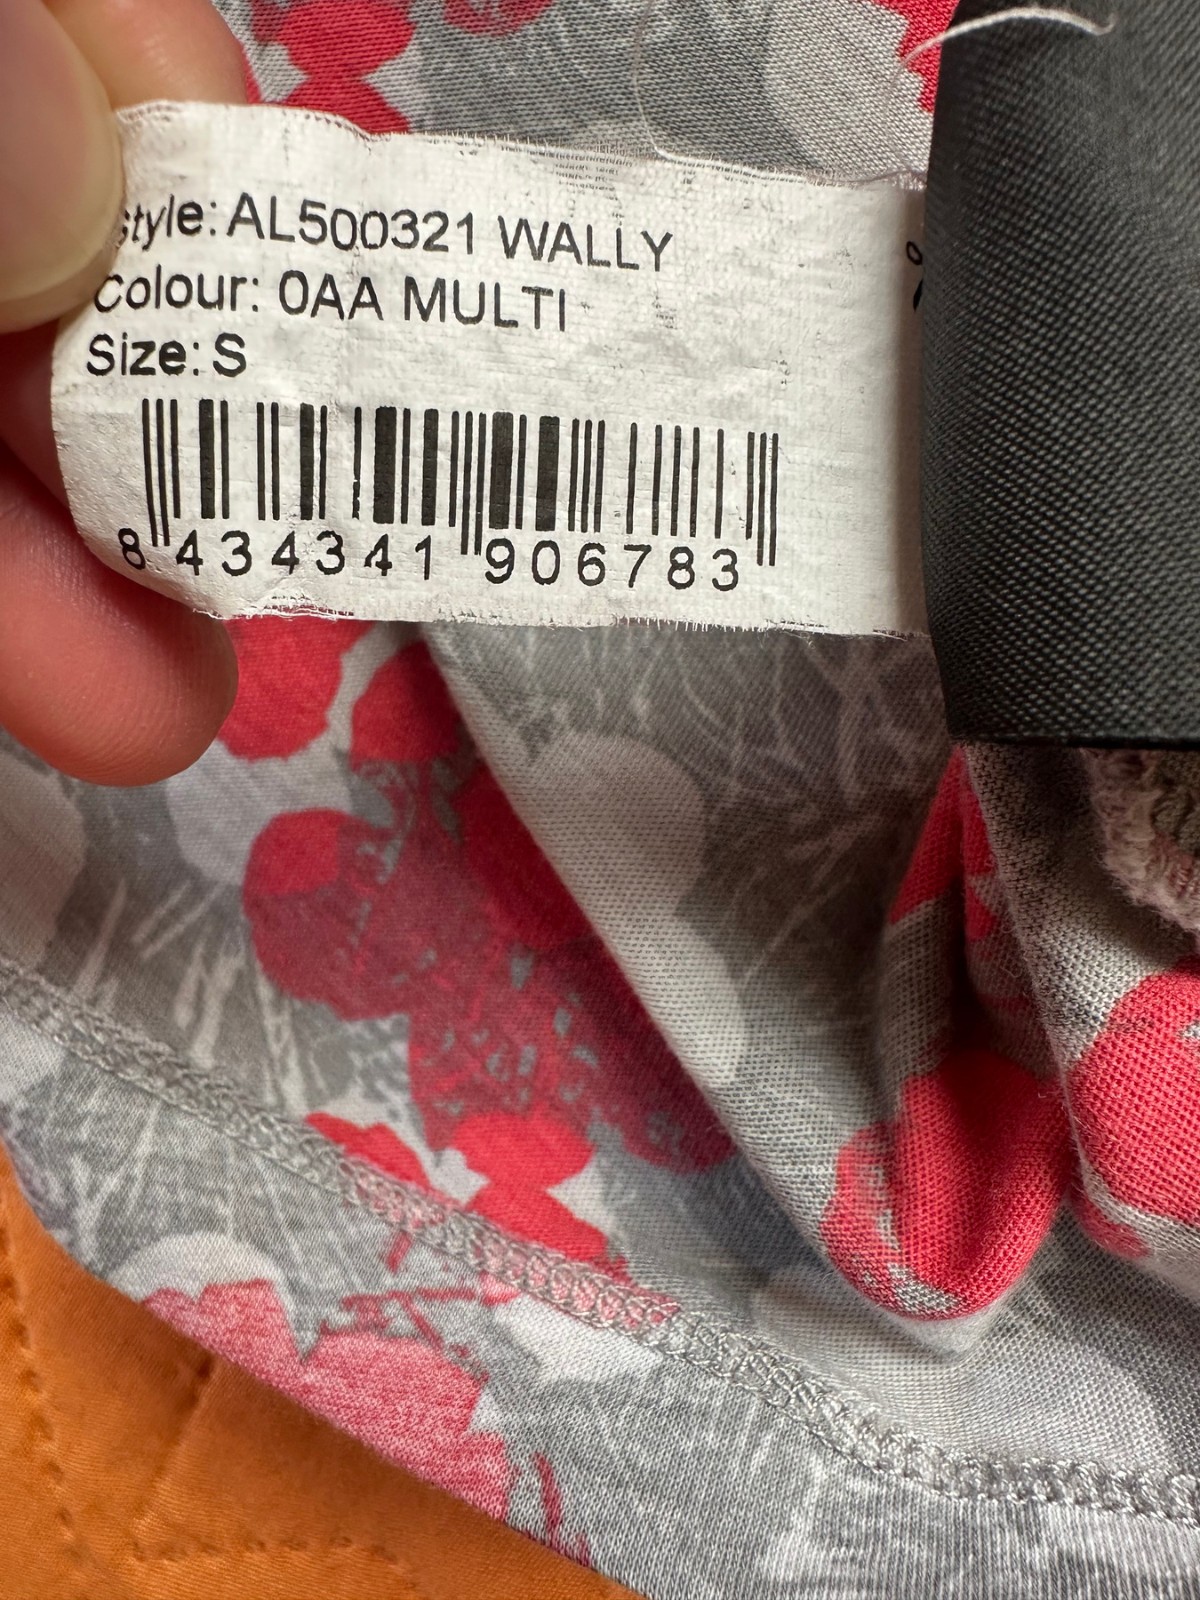 Style: AL500321 WALLY
Colour: 0AA MULTI
Size: S
8 434341 906783